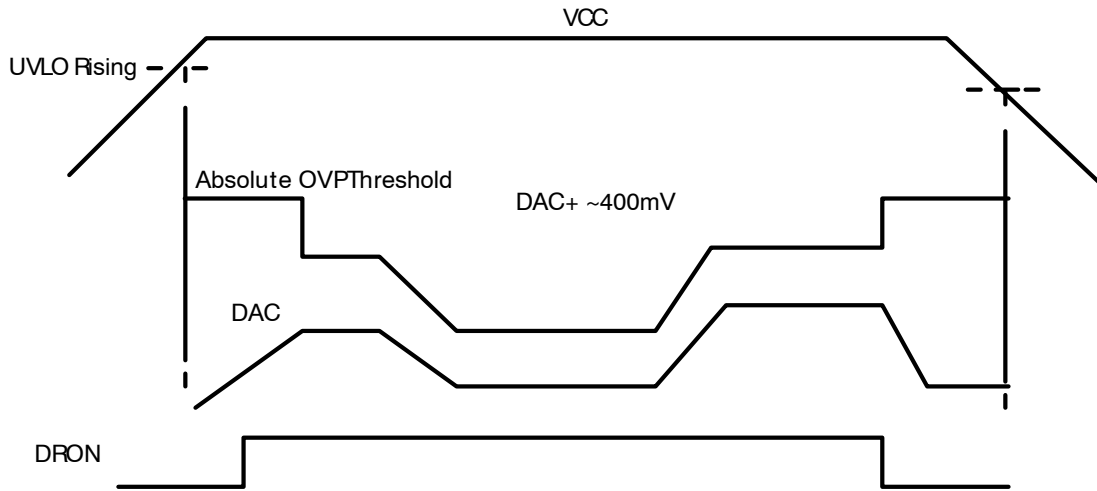 VCC
UVLO Rising
Absolute OVPThreshold
DAC+ ~400mV
DAC
DRON